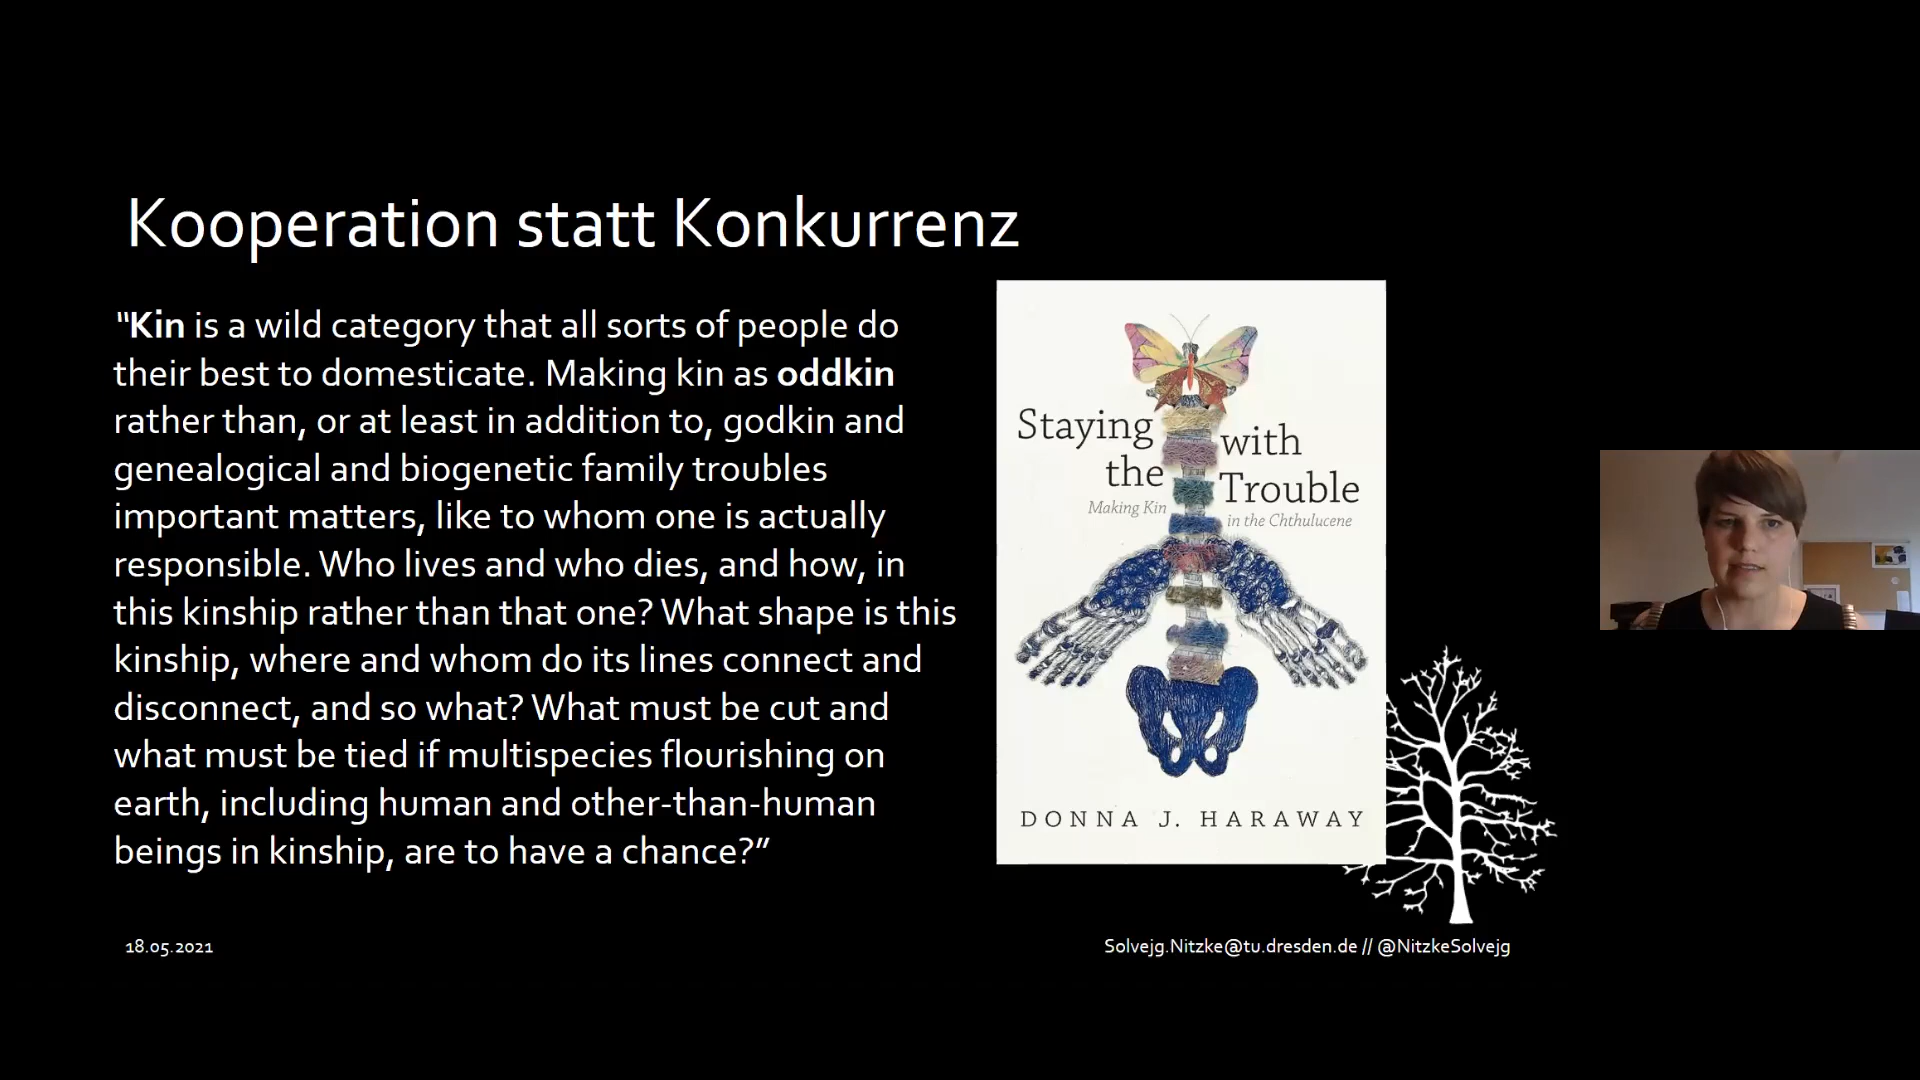 Kooperation statt Konkurrenz
“Kin is a wild category that all sorts of people do
their best to domesticate. Making kin as oddkin
rather than, or at least in addition to, godkin and
genealogical and biogenetic family troubles
important matters, like to whom one is actually
responsible. Who lives and who dies, and how, in
this kinship rather than that one? What shape is this
kinship, where and whom do its lines connect and
disconnect, and so what? What must be cut and
what must be tied if multispecies flourishing on
earth, including human and other-than-human
beings in kinship, are to have a chance?”
Staying with
the Trouble
Making Kin in the Chthulucene
DONNA J. HARAWAY
18.05.2021
Solvejg.Nitzke@tu.dresden.de // @NitzkeSolvejg